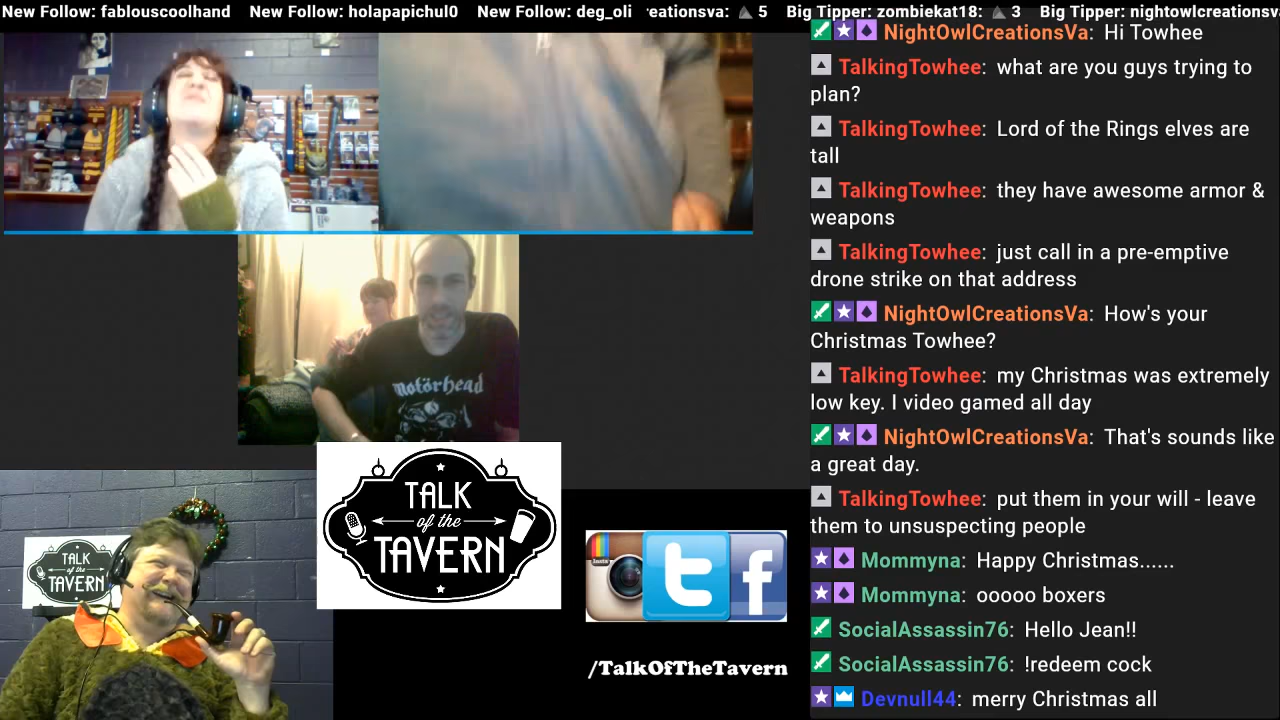 New Follow: fablouscoolhand New Follow: holapapichul0 New Follow: deg_oli eationsva: 5 Big Tipper: zombiekat18: 3 Big Tipper: nightowlcreationsv
NightOwlCreationsVa: Hi Towhee
TalkingTowhee: what are you guys trying to
plan?
TalkingTowhee: Lord of the Rings elves are
tall
TalkingTowhee: they have awesome armor &
weapons
TalkingTowhee: just call in a pre-emptive
drone strike on that address
NightOwlCreationsVa: How's your
Christmas Towhee?
TalkingTowhee: my Christmas was extremely
low key. I video gamed all day
NightOwlCreationsVa: That's sounds like
a great day.
TalkingTowhee: put them in your will - leave
them to unsuspecting people
Mommyna: Happy Christmas......
Mommyna: ooooo boxers
SocialAssassin76: Hello Jean!!
SocialAssassin76: !redeem cock
Devnull44: merry Christmas all
motörhead
TALK
of the
TAVERN
TALK
of the
TAVERN
Insta
t
f
/TalkOfTheTavern